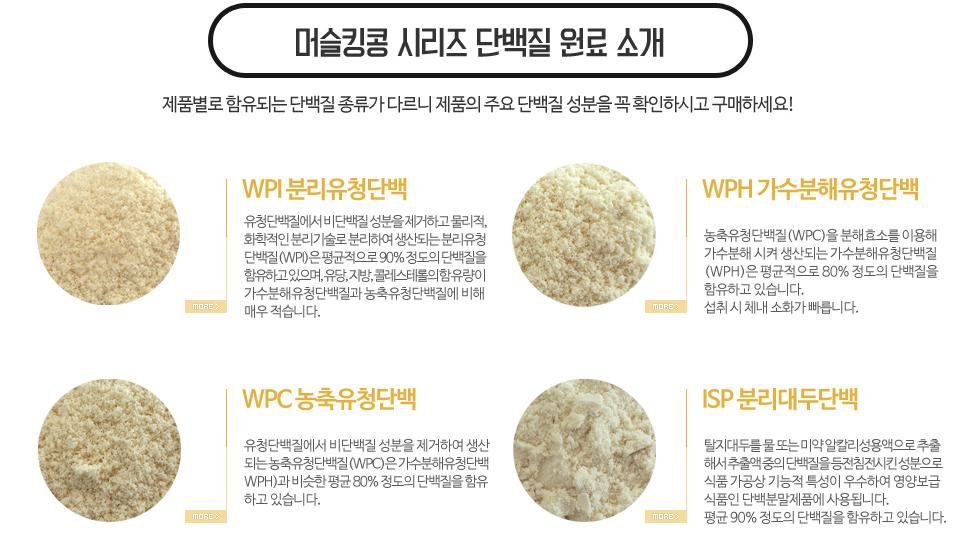 머슬킹콩 시리즈 단백질 원료 소개
제품별로 함유되는 단백질 종류가 다르니 제품의 주요 단백질 성분을 꼭 확인하시고 구매하세요!
WPI 분리유청단백
유청단백질에서 비단백질 성분을 제거하고 물리적,
화학적인 분리기술로 분리하여 생산되는 분리유청
단백질(WPI)은 평균적으로 90% 정도의 단백질을
함유하고 있으며, 유당, 지방, 콜레스테롤의 함유량이
가수분해유청단백질과 농축유청단백질에 비해
매우 적습니다.
MORE >
WPH 가수분해유청단백
농축유청단백질(WPC)을 분해효소를 이용해
가수분해 시켜 생산되는 가수분해유청단백질
(WPH)은 평균적으로 80% 정도의 단백질을
함유하고 있습니다.
섭취 시 체내 소화가 빠릅니다.
MORE >
WPC 농축유청단백
유청단백질에서 비단백질 성분을 제거하여 생산
되는 농축유청단백질(WPC)은 가수분해유청단백
WPH)과 비슷한 평균 80% 정도의 단백질을 함유
하고 있습니다.
MORE >
ISP 분리대두단백
탈지대두를 물 또는 미약 알칼리성용액으로 추출
해서 추출액 중의 단백질을 등전침전시킨 성분으로
식품 가공상 기능적 특성이 우수하여 영양보급
식품인 단백분말제품에 사용됩니다.
평균 90% 정도의 단백질을 함유하고 있습니다.
MORE >